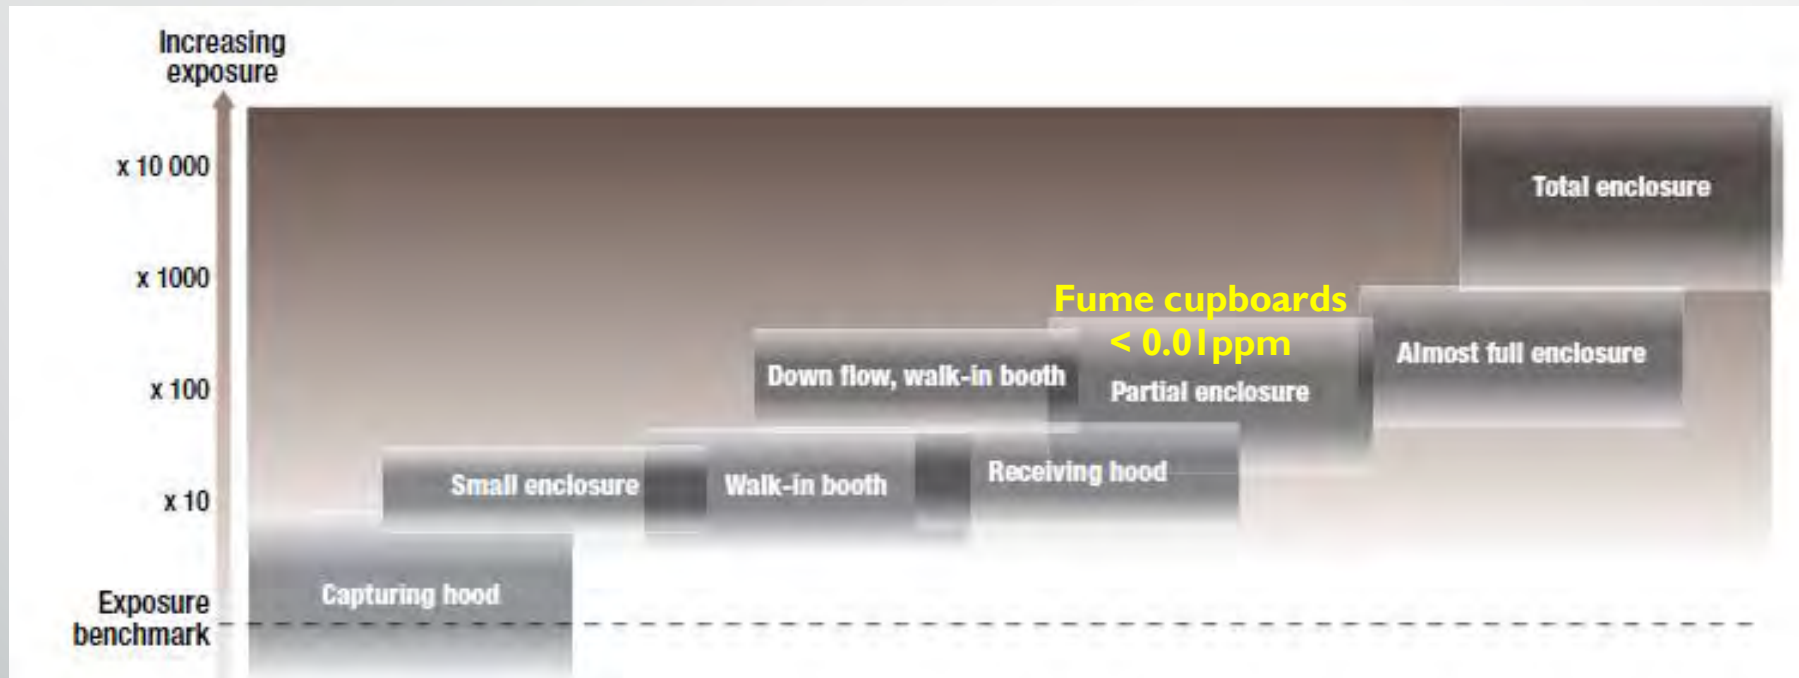 Increasing
exposure
x 10 000
Total enclosure
x 1000
Fume cupboards
< 0.01ppm
Almost full enclosure
Down flow, walk-in booth
x 100
Partial enclosure
Receiving hood
Small enclosure
Walk-in booth
x 10
Capturing hood
Exposure
benchmark